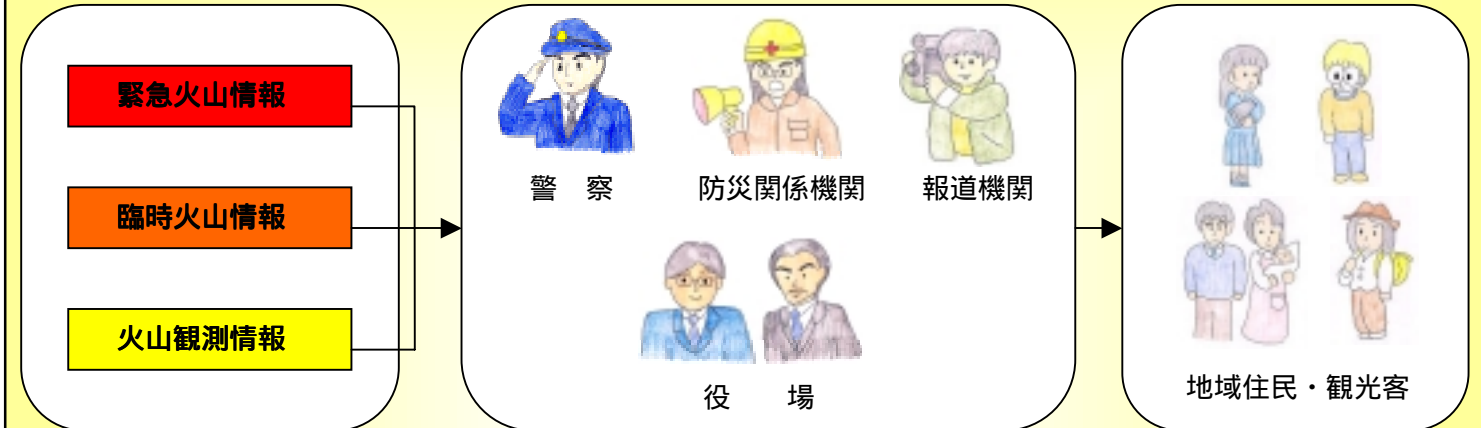 緊急火山情報
臨時火山情報
火山観測情報
警　察
防災関係機関
報道機関
役　　場
地域住民・観光客